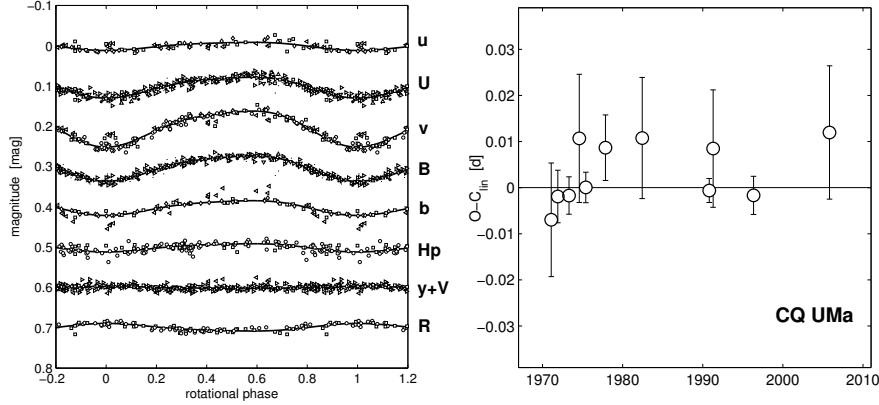 −0.1
0
0.1
0.2
0.3
0.4
0.5
0.6
0.7
0.8
magnitude [mag]
−0.2 0 0.2 0.4 0.6 0.8 1.0 1.2
rotational phase
u
U
v
B
b
Hp
y+V
R
0.03
0.02
0.01
0
−0.01
−0.02
−0.03
O−Clin [d]
1970 1980 1990 2000 2010
CQ UMa